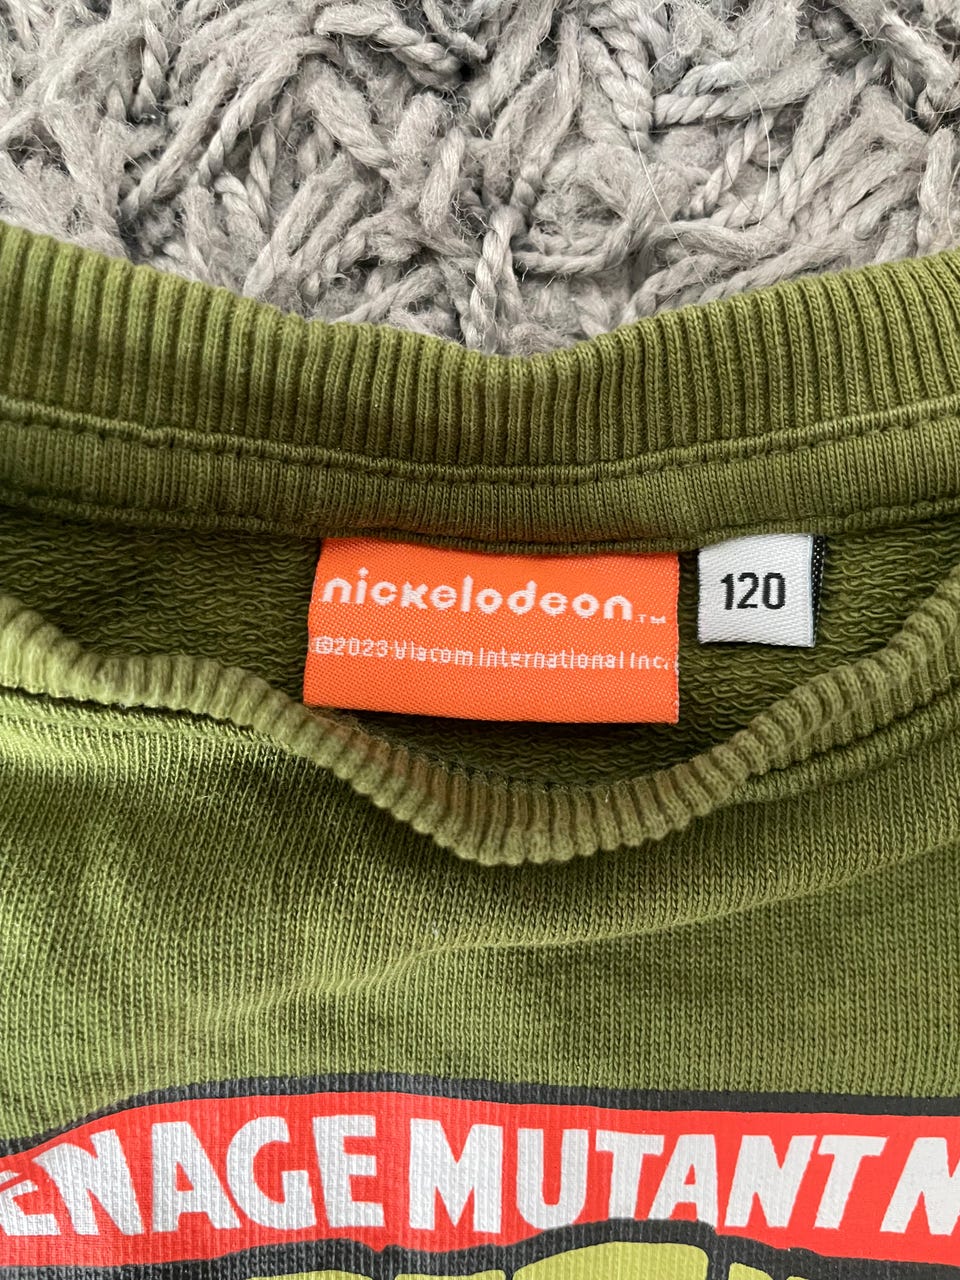 nickelodeon™
©2023 Viacom International Inc.
120
ENAGE MUTANT N